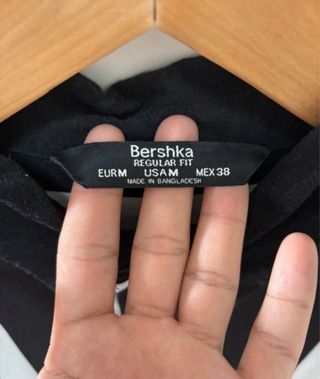 Bershka
REGULAR FIT
EUR M USA M MEX 38
MADE IN BANGLADESH